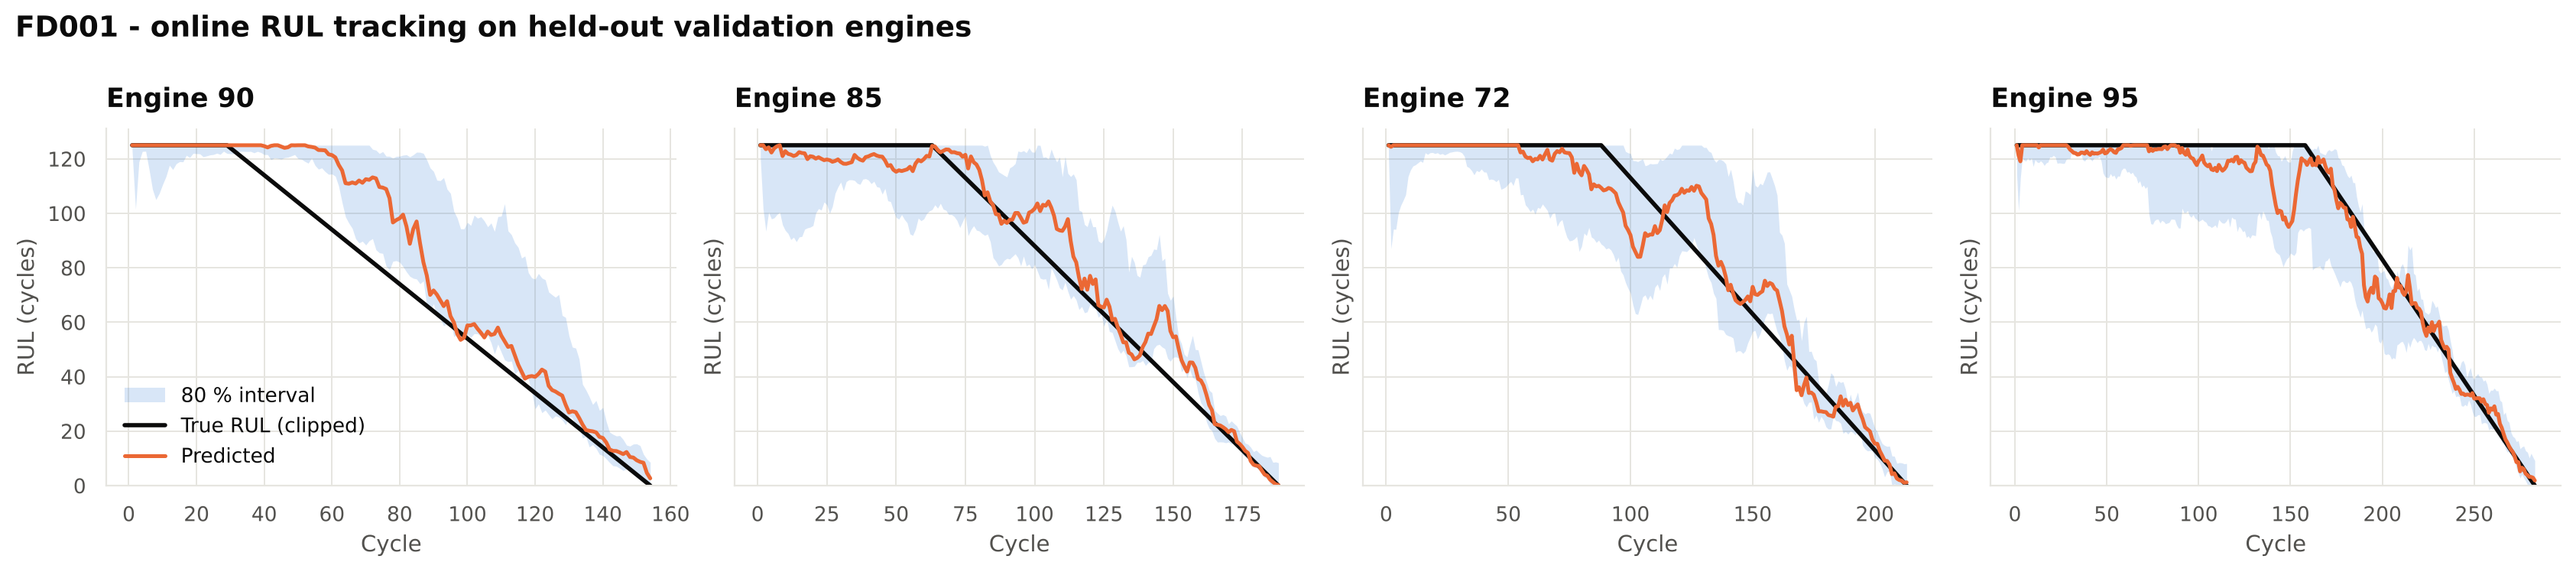 FD001 - online RUL tracking on held-out validation engines
Engine 90
Engine 85
Engine 72
Engine 95
RUL (cycles)
120
100
80
60
40
20
0
80 % interval
True RUL (clipped)
Predicted
0 20 40 60 80 100 120 140 160
Cycle
RUL (cycles)
0 25 50 75 100 125 150 175
Cycle
RUL (cycles)
0 50 100 150 200
Cycle
RUL (cycles)
0 50 100 150 200 250
Cycle